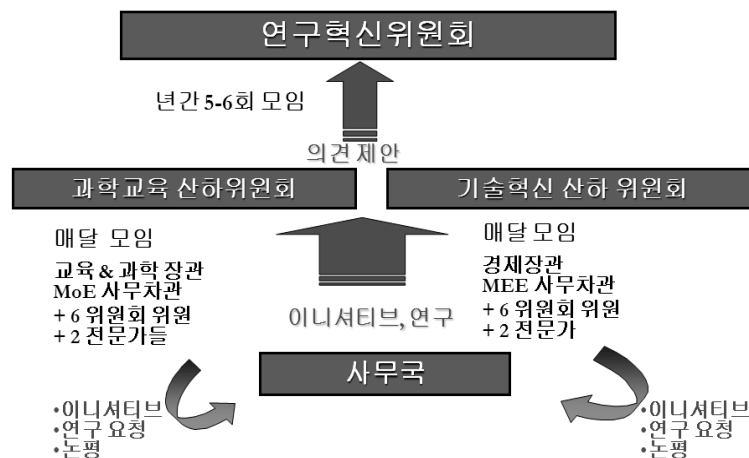 연구혁신위원회
년간 5-6회 모임
의견 제안
과학교육 산하위원회
기술혁신 산하 위원회
매달 모임
교육 & 과학 장관
MoE 사무차관
+ 6 위원회 위원
+ 2 전문가들
매달 모임
경제장관
MEE 사무차관
+ 6 위원회 위원
+ 2 전문가
이니셔티브, 연구
사무국
•이니셔티브
•연구 요청
•논평
•이니셔티브
•연구 요청
•논평